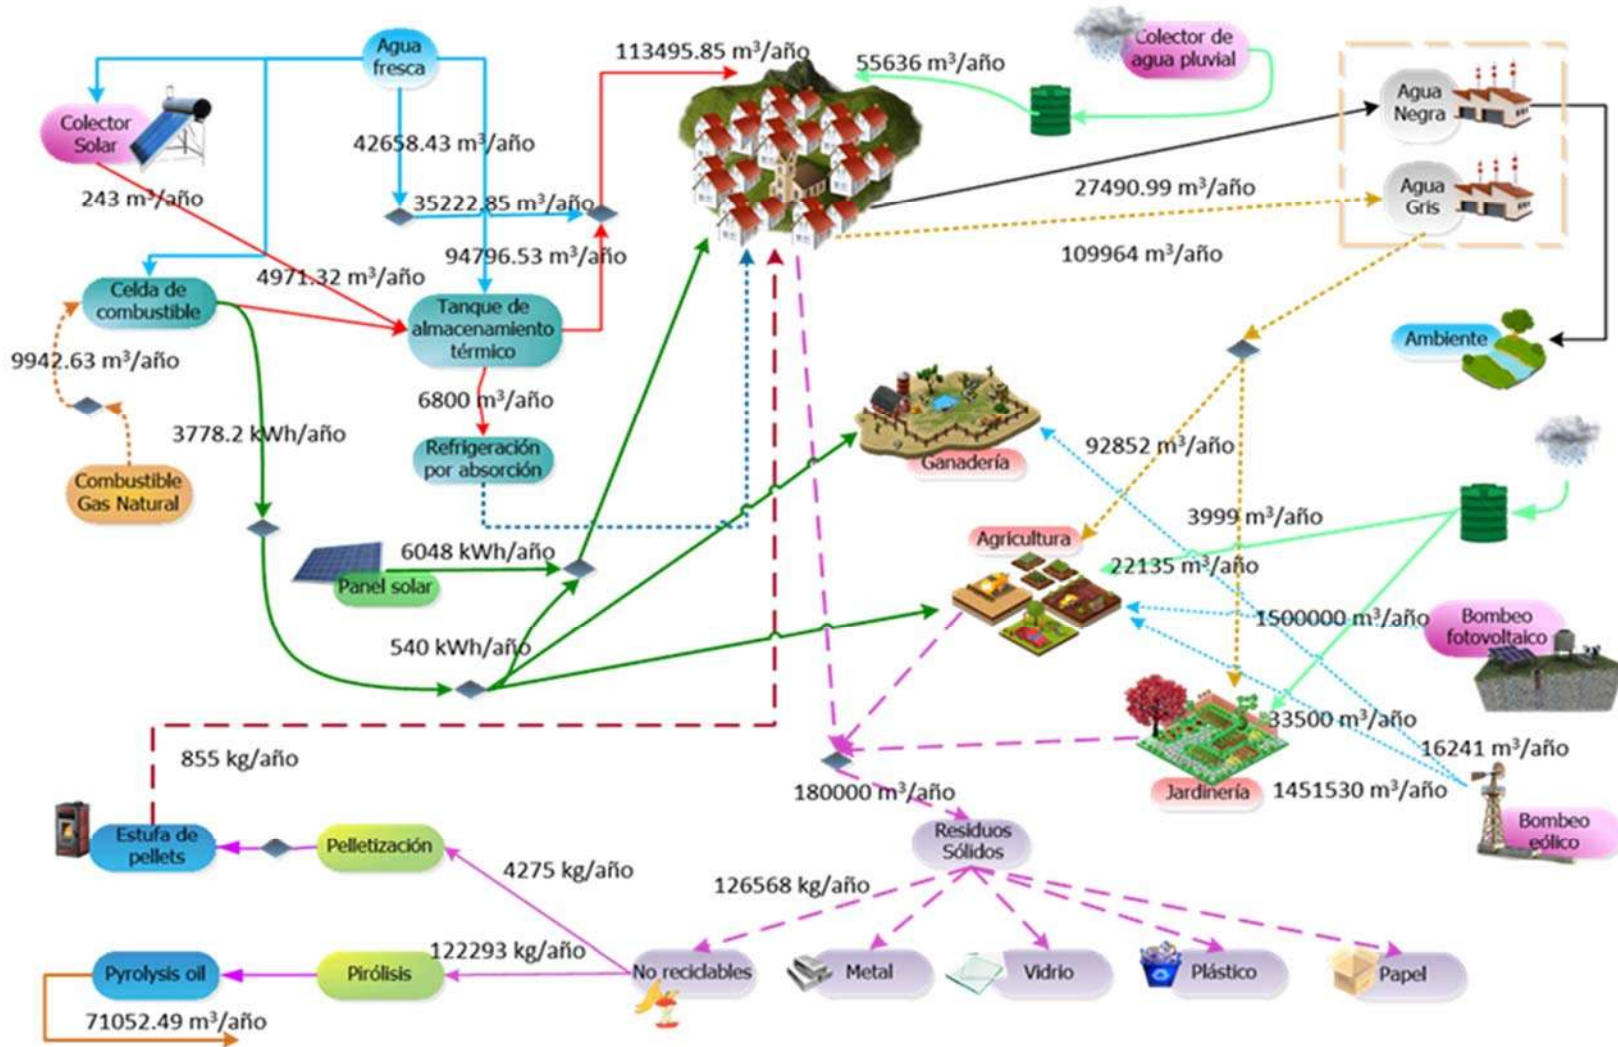 Agua
fresca
113495.85 m³/año
55636 m³/año
Colector de
agua pluvial
Colector
Solar
42658.43 m³/año
Agua
Negra
243 m³/año
35222.85 m³/año
27490.99 m³/año
Agua
Gris
4971.32 m³/año
94796.53 m³/año
109964 m³/año
Celda de
combustible
Tanque de
almacenamiento
térmico
Ambiente
9942.63 m³/año
6800 m³/año
3778.2 kWh/año
Refrigeración
por absorción
Ganadería
92852 m³/año
Combustible
Gas Natural
3999 m³/año
Agricultura
6048 kWh/año
Panel solar
22135 m³/año
1500000 m³/año
Bombeo
fotovoltaico
540 kWh/año
33500 m³/año
16241 m³/año
855 kg/año
180000 m³/año
Jardinería
1451530 m³/año
Bombeo
eólico
Estufa de
pellets
Pelletización
Residuos
Sólidos
4275 kg/año
126568 kg/año
122293 kg/año
Pyrolysis oil
Pirólisis
No reciclables
Metal
Vidrio
Plástico
Papel
71052.49 m³/año